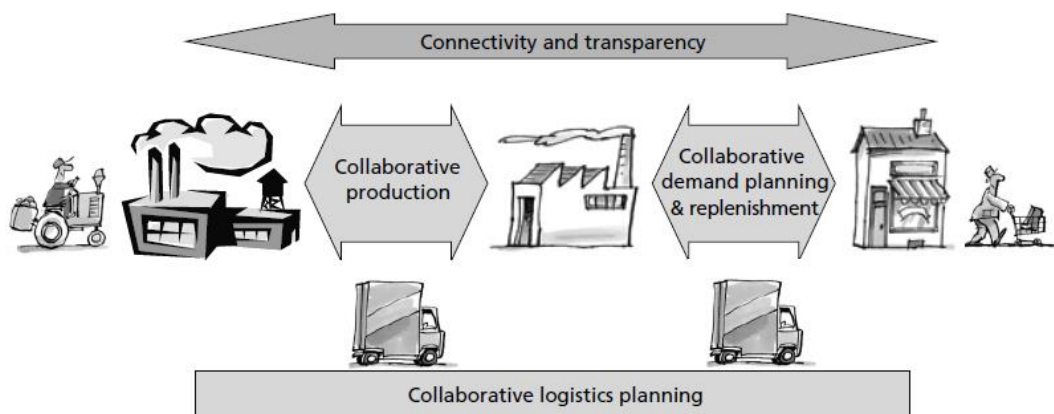 Connectivity and transparency
Collaborative
production
Collaborative
demand planning
& replenishment
Collaborative logistics planning